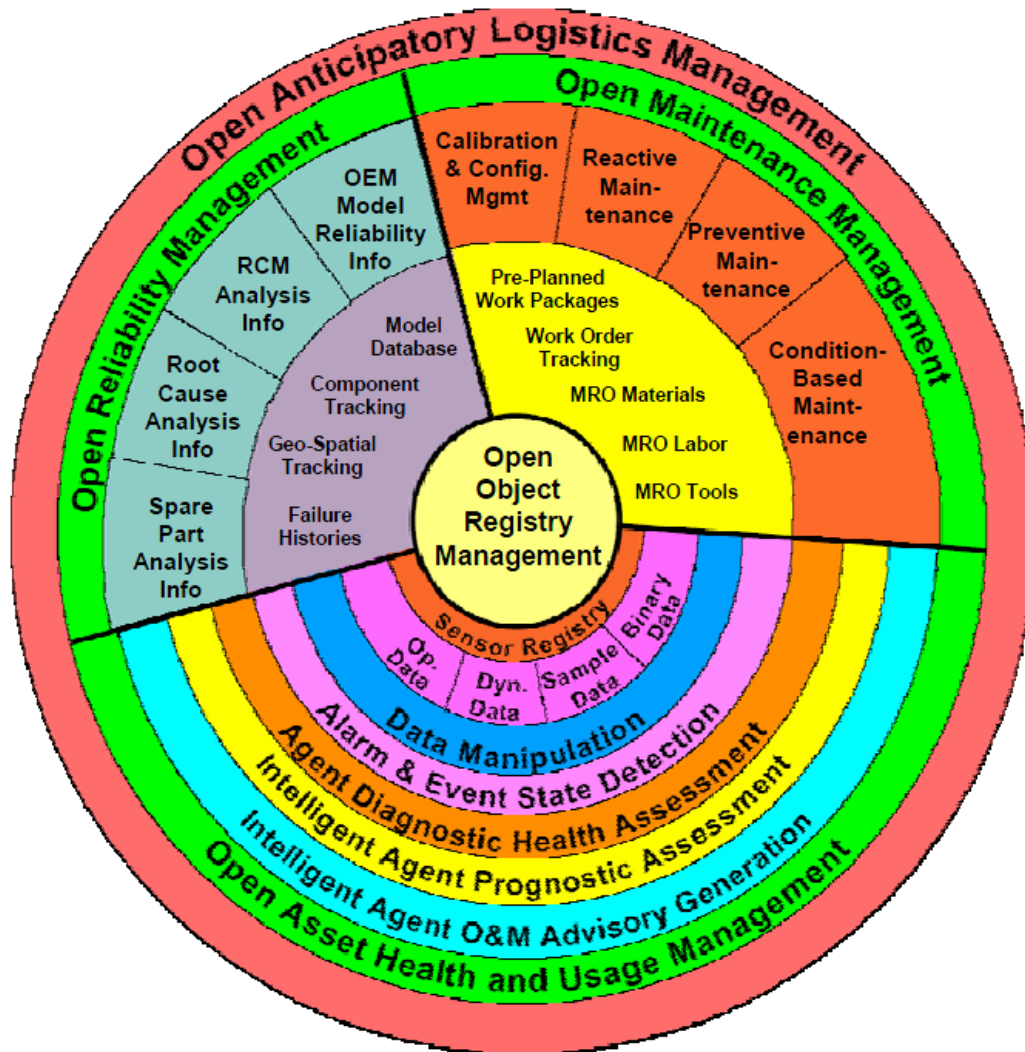 Open Anticipatory Logistics Management
Open Reliability Management
Open Maintenance Management
OEM
Model
Reliability
Info
RCM
Analysis
Info
Root
Cause
Analysis
Info
Spare
Part
Analysis
Info
Model
Database
Component
Tracking
Geo-Spatial
Tracking
Failure
Histories
Calibration
& Config.
Mgmt
Reactive
Main-
tenance
Preventive
Main-
tenance
Condition-
Based
Maint-
enance
Pre-Planned
Work Packages
Work Order
Tracking
MRO Materials
MRO Labor
MRO Tools
Open
Object
Registry
Management
Sensor Registry
Op.
Data
Dyn.
Data
Sample
Data
Binary
Data
Data Manipulation
Alarm & Event State Detection
Agent Diagnostic Health Assessment
Intelligent Agent Prognostic Assessment
Intelligent Agent O&M Advisory Generation
Open Asset Health and Usage Management